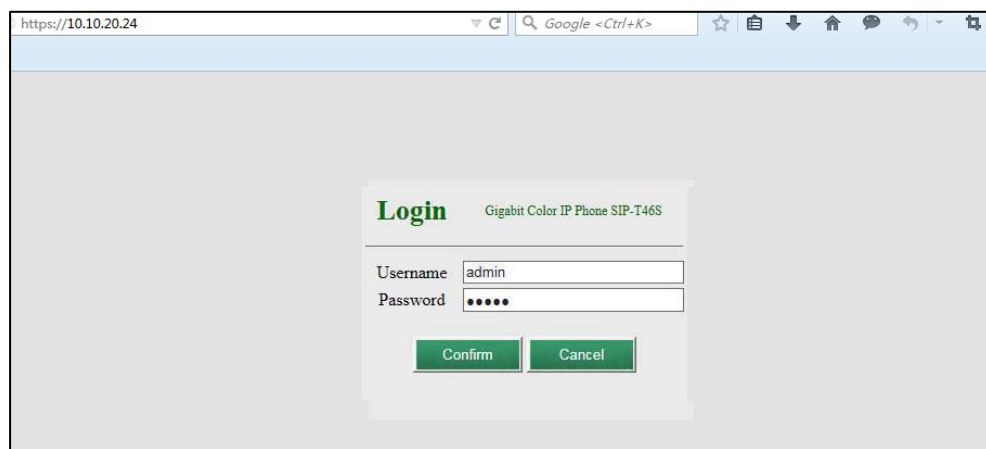 https://10.10.20.24 Google <Ctrl+K>
Login Gigabit Color IP Phone SIP-T46S
Username admin
Password •••••
Confirm Cancel